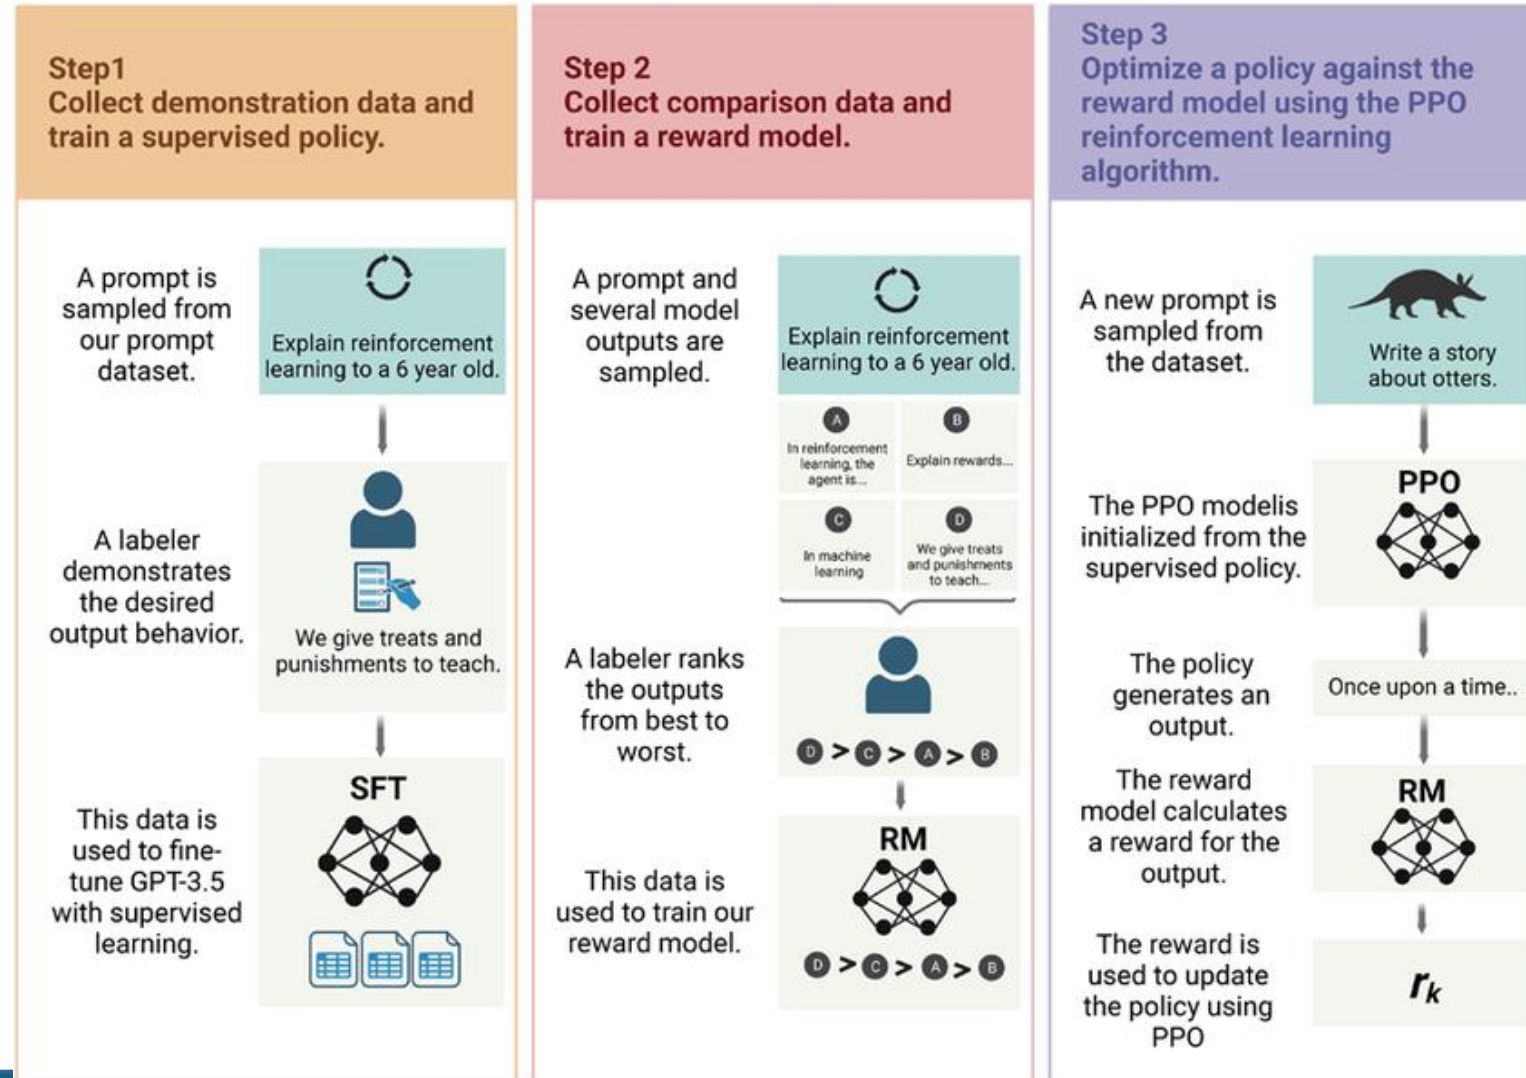 Step1
Collect demonstration data and
train a supervised policy.
A prompt is
sampled from
our prompt
dataset.
Explain reinforcement
learning to a 6 year old.
A labeler
demonstrates
the desired
output behavior.
We give treats and
punishments to teach.
This data is
used to fine-
tune GPT-3.5
with supervised
learning.
SFT
Step 2
Collect comparison data and
train a reward model.
A prompt and
several model
outputs are
sampled.
Explain reinforcement
learning to a 6 year old.
A
In reinforcement
learning, the
agent is...
B
Explain rewards...
C
In machine
learning
D
We give treats
and punishments
to teach...
A labeler ranks
the outputs
from best to
worst.
D > C > A > B
This data is
used to train our
reward model.
RM
D > C > A > B
Step 3
Optimize a policy against the
reward model using the PPO
reinforcement learning
algorithm.
A new prompt is
sampled from
the dataset.
Write a story
about otters.
The PPO modelis
initialized from the
supervised policy.
PPO
The policy
generates an
output.
Once upon a time..
The reward
model calculates
a reward for the
output.
RM
The reward is
used to update
the policy using
PPO
rk